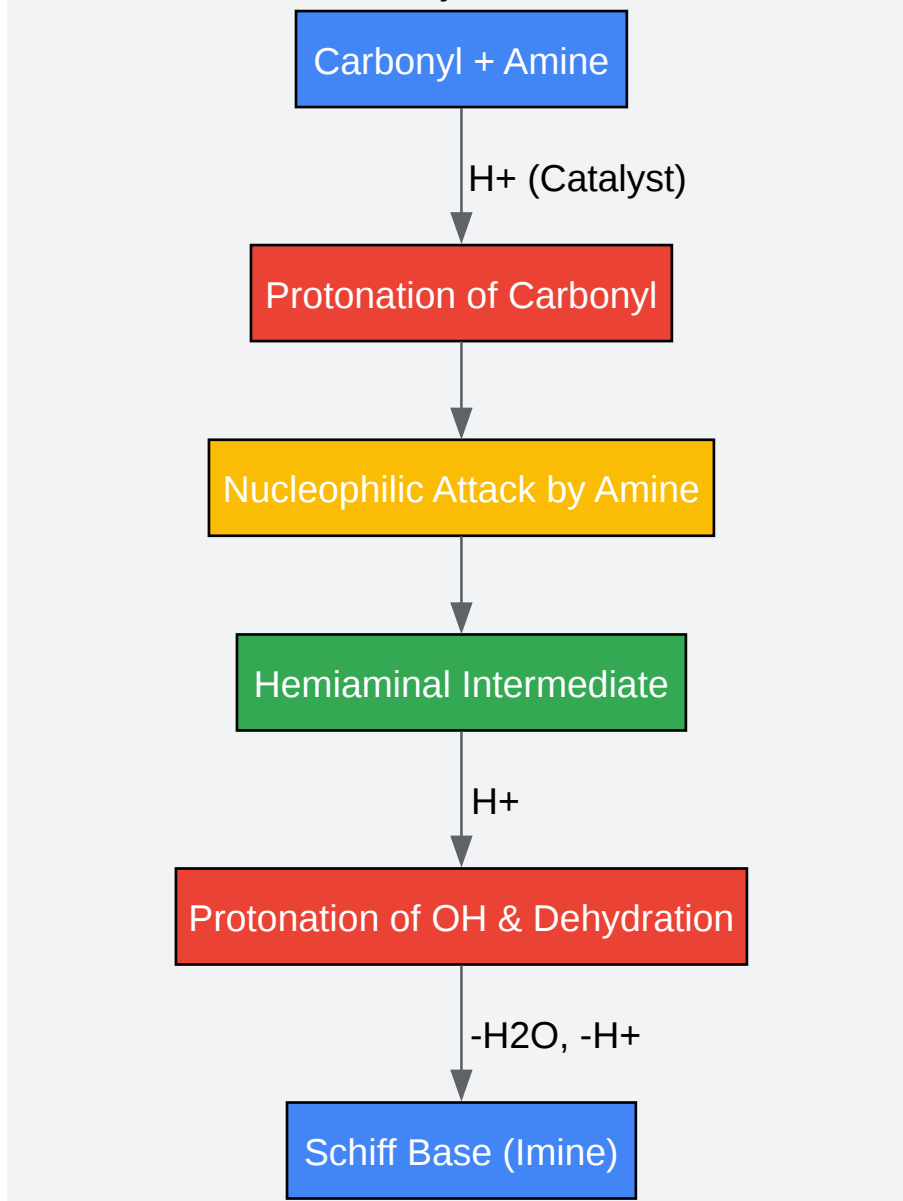 Carbonyl + Amine
H+ (Catalyst)
Protonation of Carbonyl
Nucleophilic Attack by Amine
Hemiaminal Intermediate
H+
Protonation of OH & Dehydration
-H2O, -H+
Schiff Base (Imine)